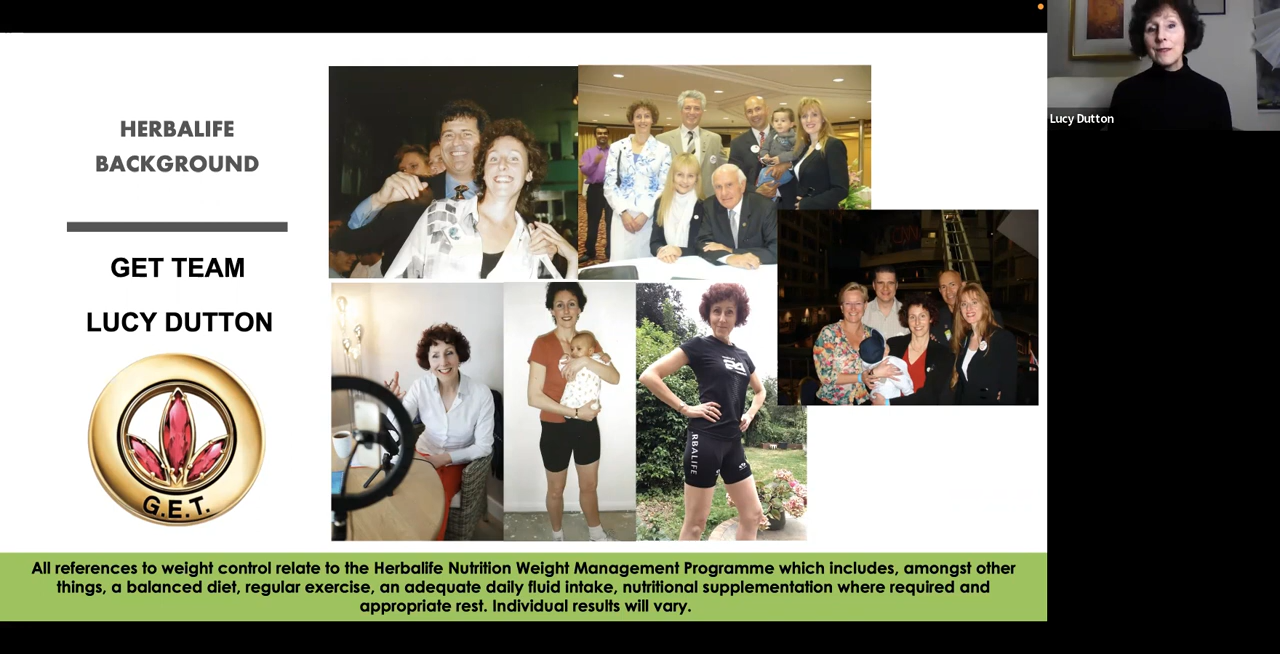 HERBALIFE
BACKGROUND
GET TEAM
LUCY DUTTON
G.E.T.
RBALIFE
All references to weight control relate to the Herbalife Nutrition Weight Management Programme which includes, amongst other
things, a balanced diet, regular exercise, an adequate daily fluid intake, nutritional supplementation where required and
appropriate rest. Individual results will vary.
Lucy Dutton